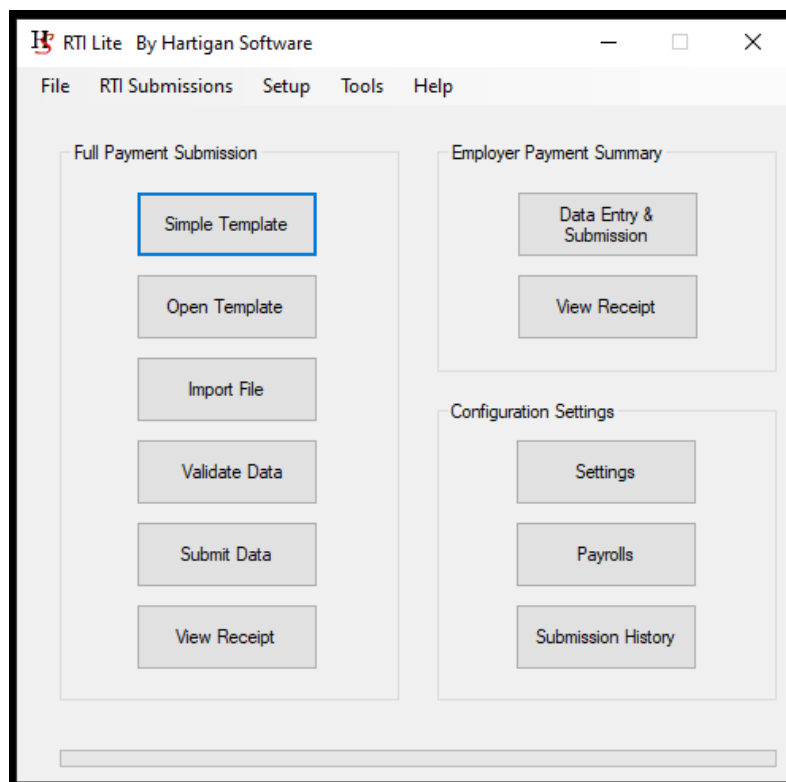 HS RTI Lite By Hartigan Software
File RTI Submissions Setup Tools Help
Full Payment Submission
Simple Template
Open Template
Import File
Validate Data
Submit Data
View Receipt
Employer Payment Summary
Data Entry &
Submission
View Receipt
Configuration Settings
Settings
Payrolls
Submission History